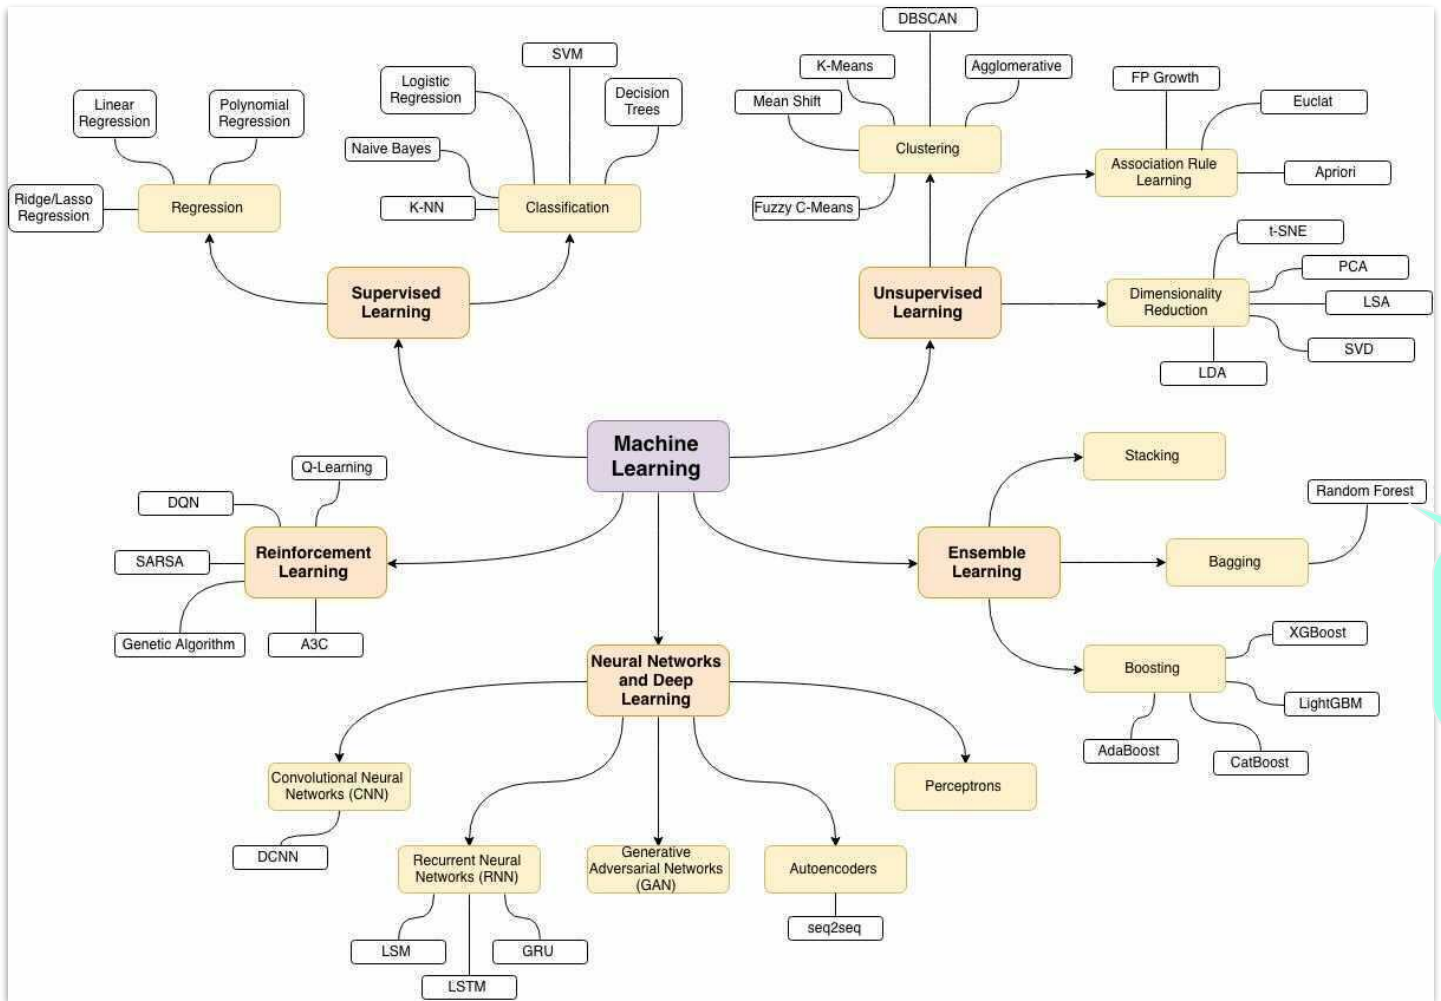 DBSCAN
SVM
K-Means
Agglomerative
Logistic
Regression
FP Growth
Linear
Regression
Polynomial
Regression
Decision
Trees
Mean Shift
Euclat
Naive Bayes
Clustering
Association Rule
Learning
Apriori
Ridge/Lasso
Regression
Regression
K-NN
Classification
Fuzzy C-Means
t-SNE
PCA
Supervised
Learning
Unsupervised
Learning
Dimensionality
Reduction
LSA
SVD
LDA
Machine
Learning
Stacking
Q-Learning
DQN
Random Forest
SARSA
Reinforcement
Learning
Ensemble
Learning
Bagging
Genetic Algorithm
A3C
XGBoost
Neural Networks
and Deep
Learning
Boosting
LightGBM
AdaBoost
CatBoost
Convolutional Neural
Networks (CNN)
Perceptrons
DCNN
Recurrent Neural
Networks (RNN)
Generative
Adversarial Networks
(GAN)
Autoencoders
seq2seq
LSM
GRU
LSTM